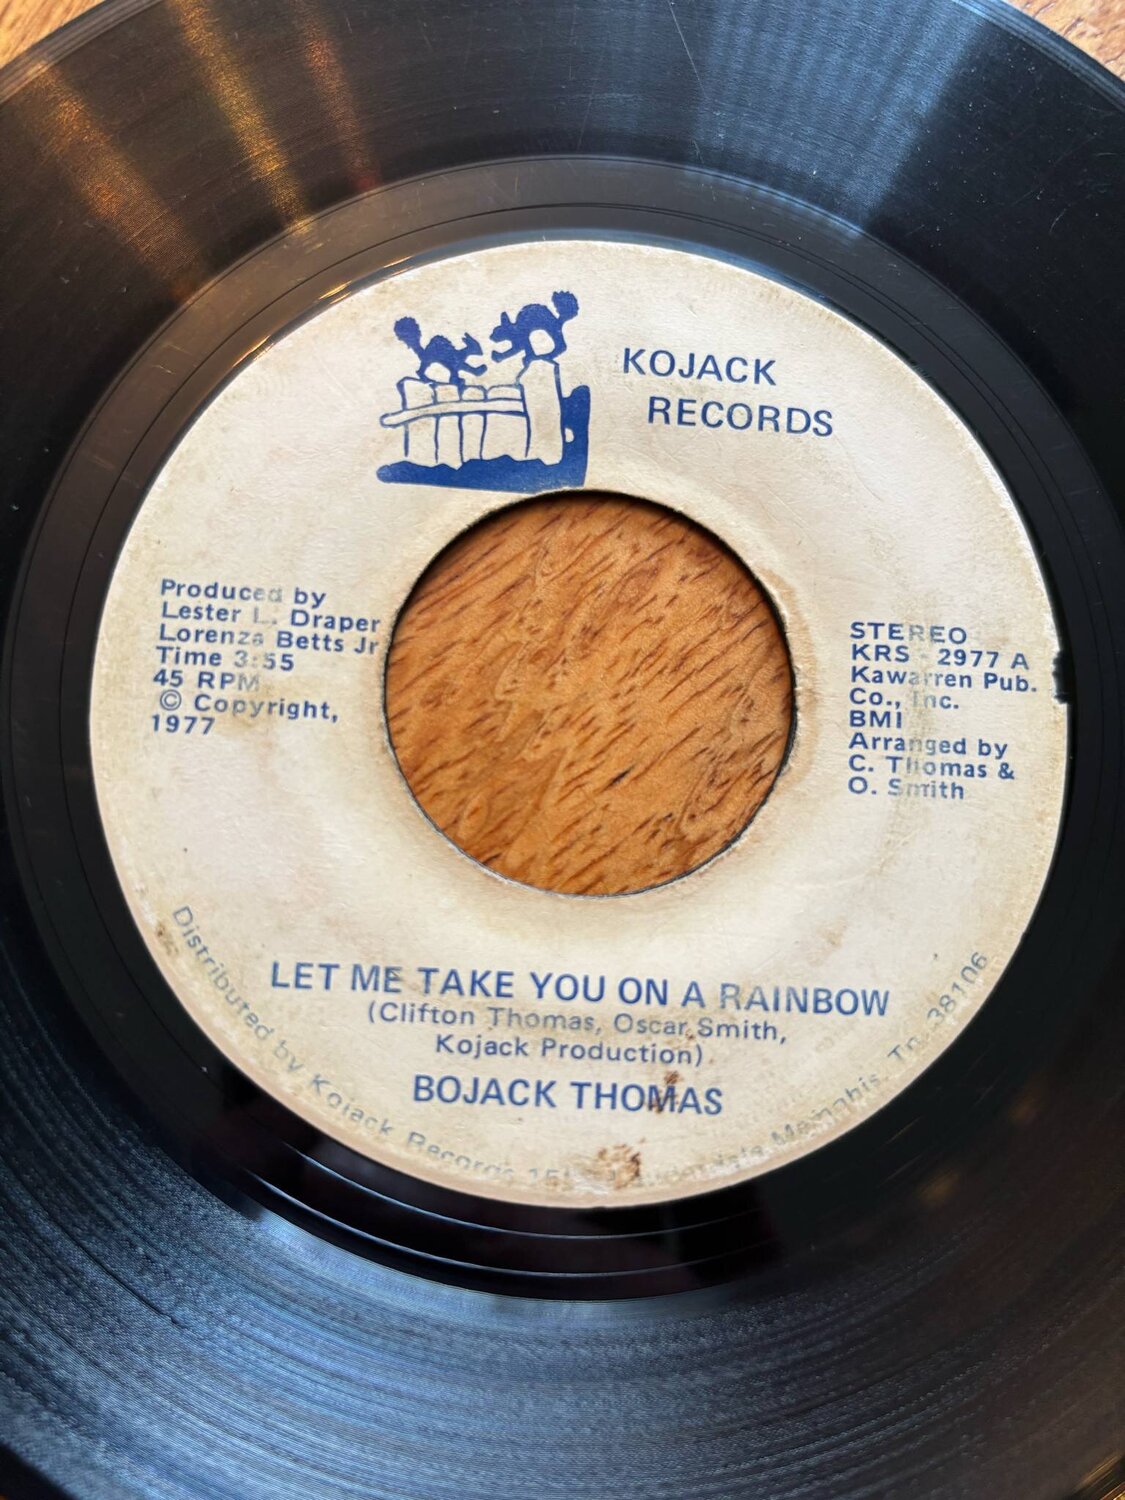 KOJACK
RECORDS
Produced by
Lester L. Draper
Lorenza Betts Jr
Time 3:55
45 RPM
© Copyright,
1977
STEREO
KRS - 2977 A
Kawarren Pub.
Co., Inc.
BMI
Arranged by
C. Thomas &
O. Smith
LET ME TAKE YOU ON A RAINBOW
(Clifton Thomas, Oscar Smith,
Kojack Production)
BOJACK THOMAS
Distributed by Kojack Records Memphis, Tn. 38106